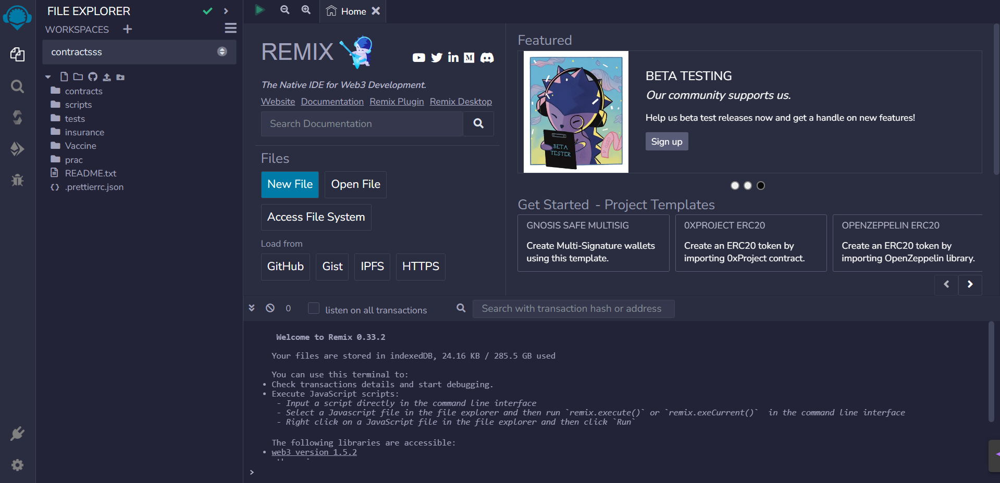 FILE EXPLORER
WORKSPACES
contractsss
contracts
scripts
tests
insurance
Vaccine
prac
README.txt
.prettierrc.json
Home
REMIX
The Native IDE for Web3 Development.
Website Documentation Remix Plugin Remix Desktop
Search Documentation
Files
New File Open File
Access File System
Load from
GitHub Gist IPFS HTTPS
Featured
BETA TESTER
BETA TESTING
Our community supports us.
Help us beta test releases now and get a handle on new features!
Sign up
Get Started - Project Templates
GNOSIS SAFE MULTISIG
Create Multi-Signature wallets
using this template.
0XPROJECT ERC20
Create an ERC20 token by
importing 0xProject contract.
OPENZEPPELIN ERC20
Create an ERC20 token by
importing OpenZeppelin library.
0 listen on all transactions Search with transaction hash or address
Welcome to Remix 0.33.2
Your files are stored in indexedDB, 24.16 KB / 285.5 GB used
You can use this terminal to:
• Check transactions details and start debugging.
• Execute JavaScript scripts:
- Input a script directly in the command line interface
- Select a Javascript file in the file explorer and then run `remix.execute()` or `remix.exeCurrent()` in the command line interface
- Right click on a JavaScript file in the file explorer and then click `Run`
The following libraries are accessible:
• web3 version 1.5.2
>